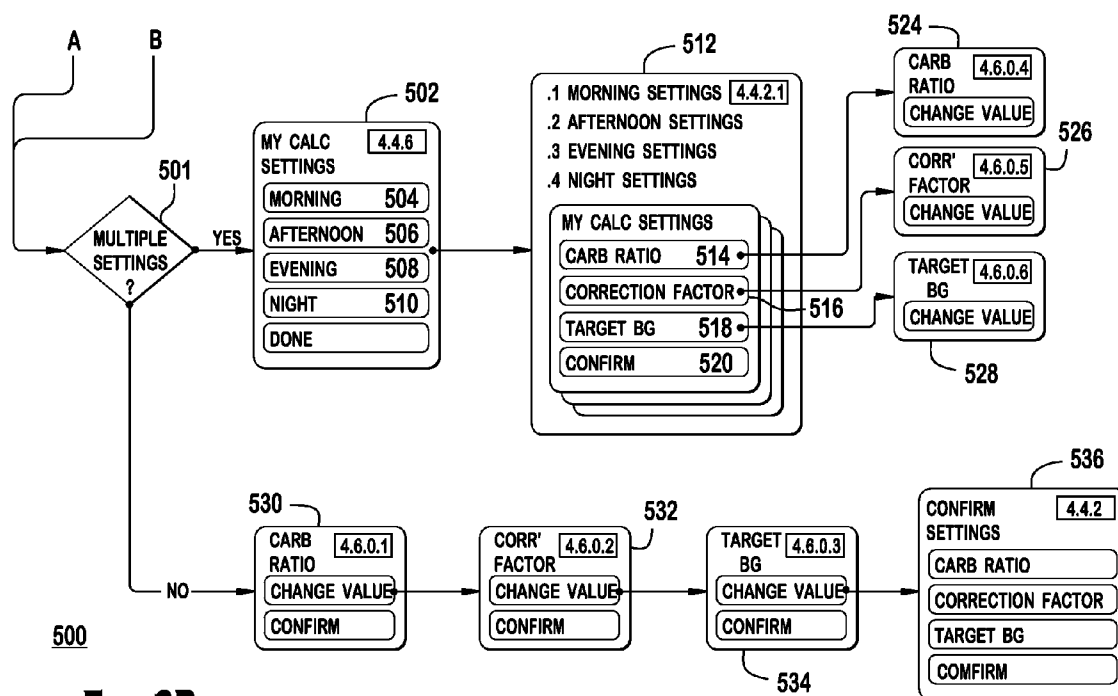 A
B
501
MULTIPLE
SETTINGS
?
YES
NO
502
MY CALC
SETTINGS
4.4.6
MORNING 504
AFTERNOON 506
EVENING 508
NIGHT 510
DONE
512
.1 MORNING SETTINGS 4.4.2.1
.2 AFTERNOON SETTINGS
.3 EVENING SETTINGS
.4 NIGHT SETTINGS
MY CALC SETTINGS
CARB RATIO 514
CORRECTION FACTOR
516
TARGET BG 518
CONFIRM 520
524
CARB
RATIO
4.6.0.4
CHANGE VALUE
526
CORR'
FACTOR
4.6.0.5
CHANGE VALUE
TARGET
BG
4.6.0.6
CHANGE VALUE
528
530
CARB
RATIO
4.6.0.1
CHANGE VALUE
CONFIRM
532
CORR'
FACTOR
4.6.0.2
CHANGE VALUE
CONFIRM
TARGET
BG
4.6.0.3
CHANGE VALUE
CONFIRM
534
536
CONFIRM
SETTINGS
4.4.2
CARB RATIO
CORRECTION FACTOR
TARGET BG
COMFIRM
500